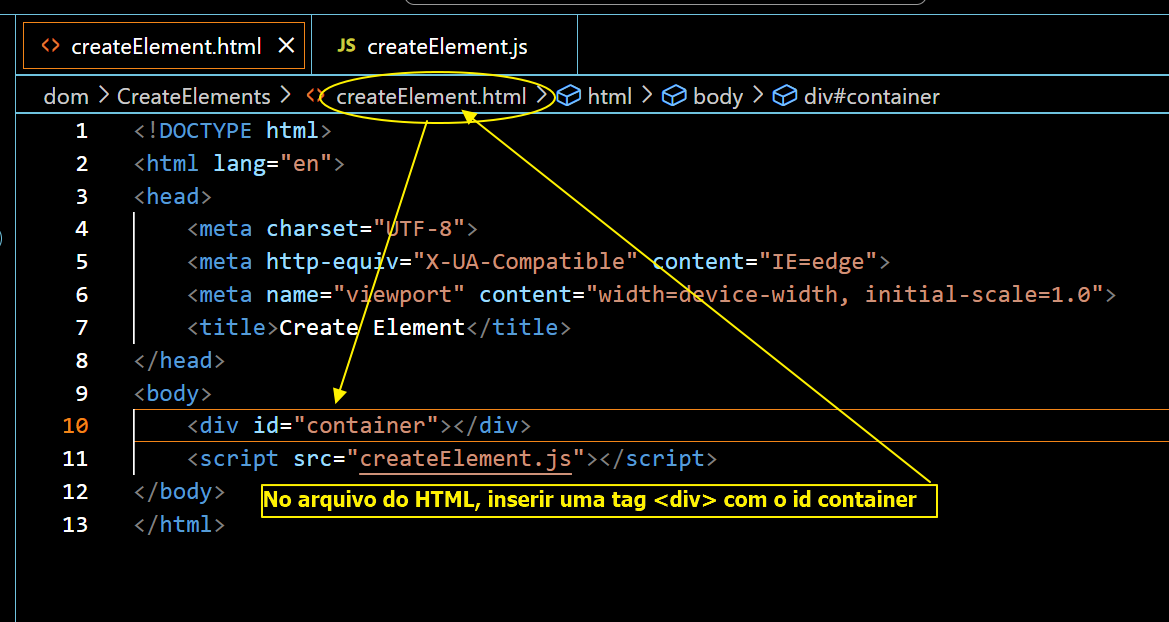 createElement.html
JS createElement.js
dom > CreateElements > <> createElement.html > html > body > div#container
1 <!DOCTYPE html>
2 <html lang="en">
3 <head>
4     <meta charset="UTF-8">
5     <meta http-equiv="X-UA-Compatible" content="IE=edge">
6     <meta name="viewport" content="width=device-width, initial-scale=1.0">
7     <title>Create Element</title>
8 </head>
9 <body>
10     <div id="container"></div>
11     <script src="createElement.js"></script>
12 </body>
No arquivo do HTML, inserir uma tag <div> com o id container
13 </html>